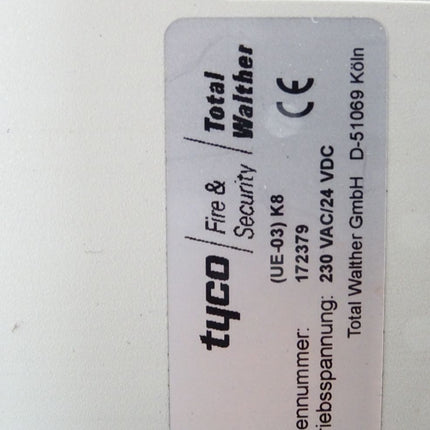 tyco / Fire & Security / Total Walther
(UE-03) K8
ennummer: 172379
riebsspannung: 230 VAC/24 VDC
Total Walther GmbH D-51069 Köln
CE